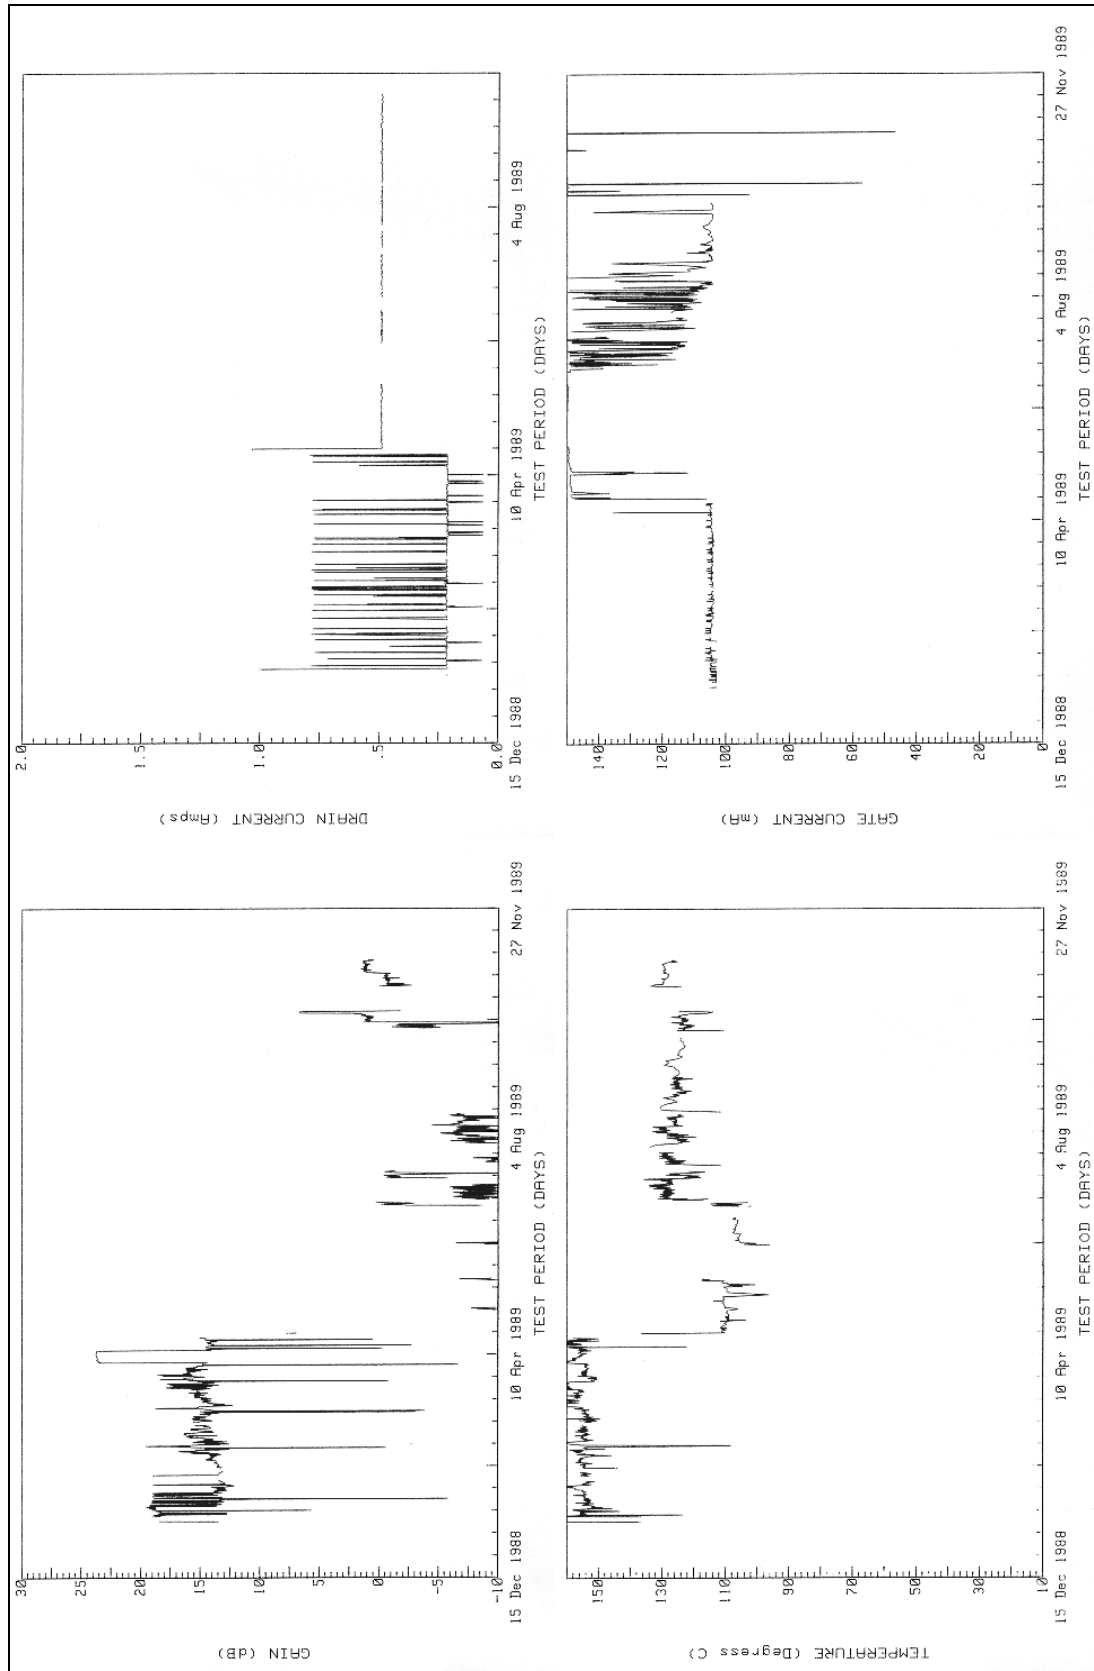 30
25
20
15
10
5
0
-5
-10
15 Dec 1988
10 Apr 1989
4 Aug 1989
27 Nov 1989
TEST PERIOD (DAYS)
GAIN (dB)
2.0
1.5
1.0
.5
0.0
15 Dec 1988
10 Apr 1989
4 Aug 1989
TEST PERIOD (DAYS)
DRAIN CURRENT (Amps)
150
130
110
90
70
50
30
10
15 Dec 1988
10 Apr 1989
4 Aug 1989
27 Nov 1989
TEST PERIOD (DAYS)
TEMPERATURE (Degress C)
140
120
100
80
60
40
20
0
15 Dec 1988
10 Apr 1989
4 Aug 1989
27 Nov 1989
TEST PERIOD (DAYS)
GATE CURRENT (mA)